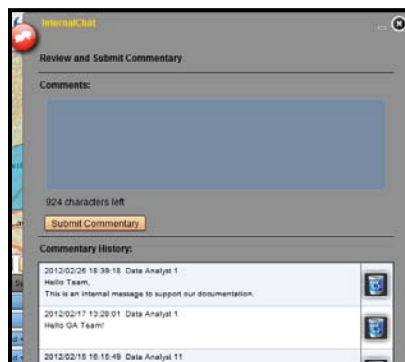 InternalChat
Review and Submit Commentary
Comments:
924 characters left
Submit Commentary
Commentary History:
2012/02/26 18:39:18 Data Analyst 1
Hello Team,
This is an internal message to support our documentation.
2012/02/17 13:28:01 Data Analyst 1
Hello QA Team!
2012/02/15 16:15:49 Data Analyst 11